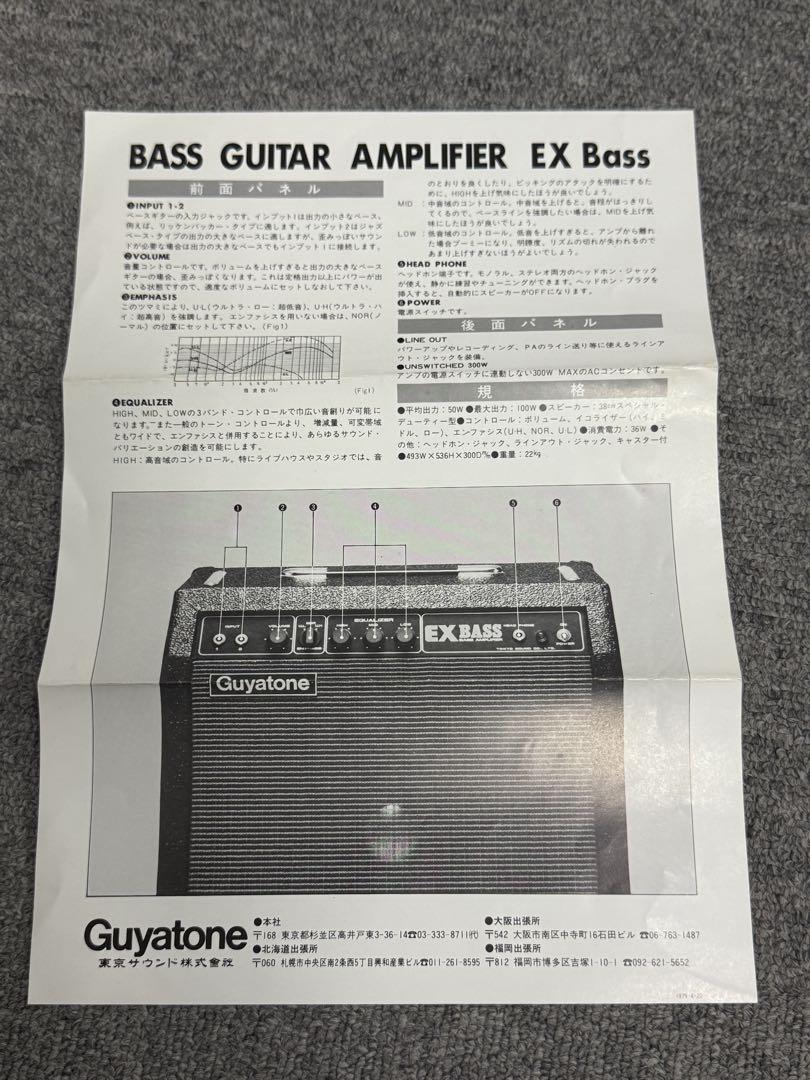 BASS GUITAR AMPLIFIER EX Bass
前面パネル
❶INPUT 1・2
ベースギターの入力ジャックです。インプット1は出力の小さなベース、
例えば、リッケンバッカー・タイプに適します。インプット2はジャズ
ベース・タイプの出力の大きなベースに適しますが、歪みっぽいサウン
ドが必要な場合は出力の大きなベースでもインプット1に接続します。
❷VOLUME
音量コントロールです。ボリュームを上げすぎると出力の大きなベース
ギターの場合、歪みっぽくなります。これは定格出力以上にパワーが出
ている状態ですので、適度なボリュームにセットしなおして下さい。
❸EMPHASIS
このツマミにより、U-L(ウルトラ・ロー：超低音)、U-H(ウルトラ・ハ
イ：超高音)を強調します。エンファシスを用いない場合は、NOR(ノ
ーマル)の位置にセットして下さい。(Fig1)
周波数(Hz)
(Fig1)
❹EQUALIZER
HIGH、MID、LOWの3バンド・コントロールで巾広い音創りが可能に
なります。また一般のトーン・コントロールより、増減量、可変帯域
ともワイドで、エンファシスと併用することにより、あらゆるサウンド・
バリエーションの創造を可能にします。
HIGH：高音域のコントロール。特にライブハウスやスタジオでは、音
のとおりを良くしたり、ピッキングのアタックを明確にするた
めに、HIGHを上げ気味にしたほうが良いでしょう。
MID ：中音域のコントロール。中音域を上げると、音程がはっきりし
てくるので、ベースラインを強調したい場合は、MIDを上げ気
味にしたほうが良いでしょう。
LOW ：低音域のコントロール。低音を上げすぎると、アンプから離れ
た場合ブーミーになり、明瞭度、リズムの切れが失われるので
あまり上げすぎないほうがよいでしょう。
❺HEAD PHONE
ヘッドホン端子です。モノラル、ステレオ両方のヘッドホン・ジャック
が使え、静かに練習やチューニングができます。ヘッドホン・プラグを
挿入すると、自動的にスピーカーがOFFになります。
❻POWER
電源スイッチです。
後面パネル
●LINE OUT
パワーアップやレコーディング、PAのライン送り等に使えるラインア
ウト・ジャックを装備。
●UNSWITCHED 300W
アンプの電源スイッチに連動しない300W MAXのACコンセントです。
規格
●平均出力：50W ●最大出力：100W ●スピーカー：38cmスペシャル・
デューティー型 ●コントロール：ボリューム、イコライザー(ハイ、ミ
ドル、ロー)、エンファシス(U-H、NOR、U-L) ●消費電力：36W ●そ
の他：ヘッドホン・ジャック、ラインアウト・ジャック、キャスター付
●493W×536H×300D㎜ ●重量：22kg
❶ ❷ ❸ ❹ ❺ ❻
INPUT VOLUME EMPHASIS EQUALIZER HIGH MID LOW EX BASS BASS AMPLIFIER HEAD PHONE ON POWER
TOKYO SOUND CO., LTD.
Guyatone
Guyatone
東京サウンド株式會社
●本社
〒168 東京都杉並区高井戸東3-36-14☎03-333-8711㈹
●北海道出張所
〒060 札幌市中央区南2条西5丁目興和産業ビル☎011-261-8595
●大阪出張所
〒542 大阪市南区中寺町16石田ビル ☎06-763-1487
●福岡出張所
〒812 福岡市博多区吉塚1-10-1 ☎092-621-5652